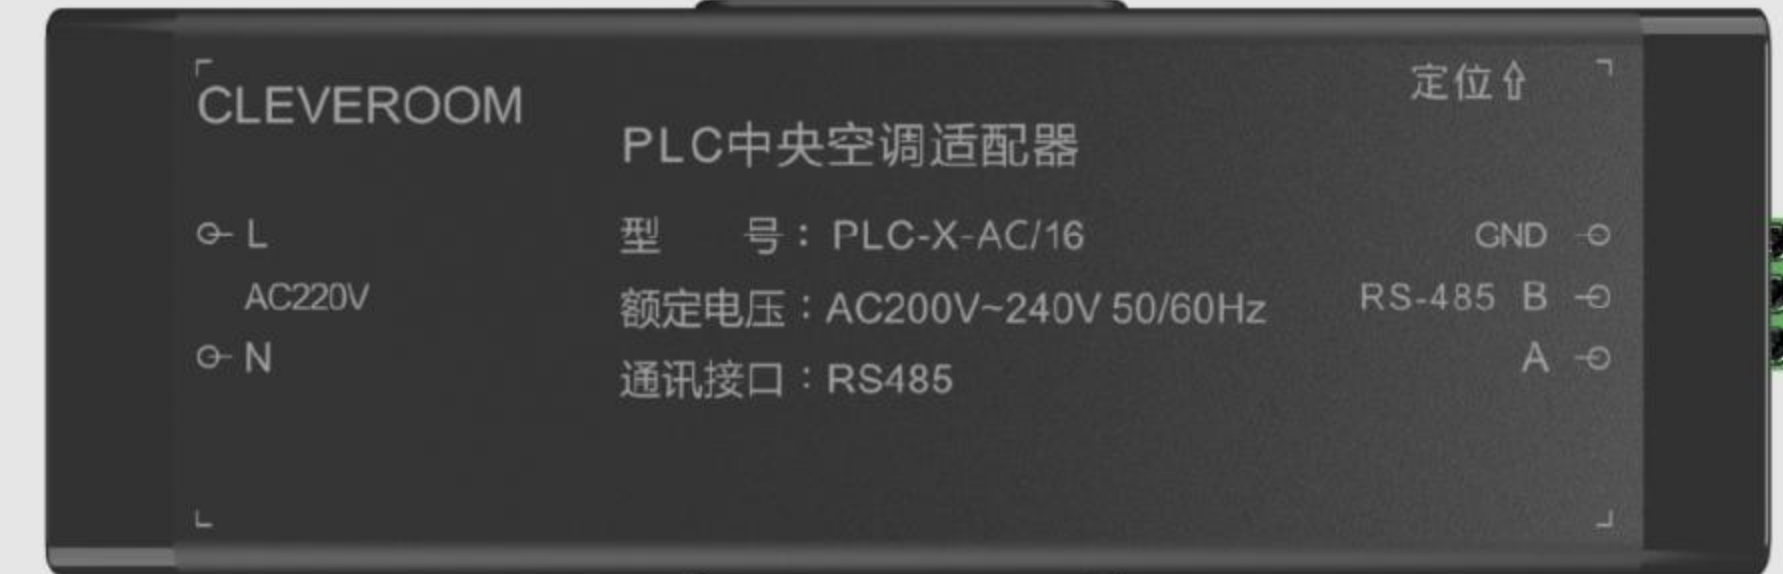 CLEVEROOM
定位⇧
PLC中央空调适配器
L
AC220V
N
型 号：PLC-X-AC/16
额定电压：AC200V~240V 50/60Hz
通讯接口：RS485
GND
RS-485 B
A